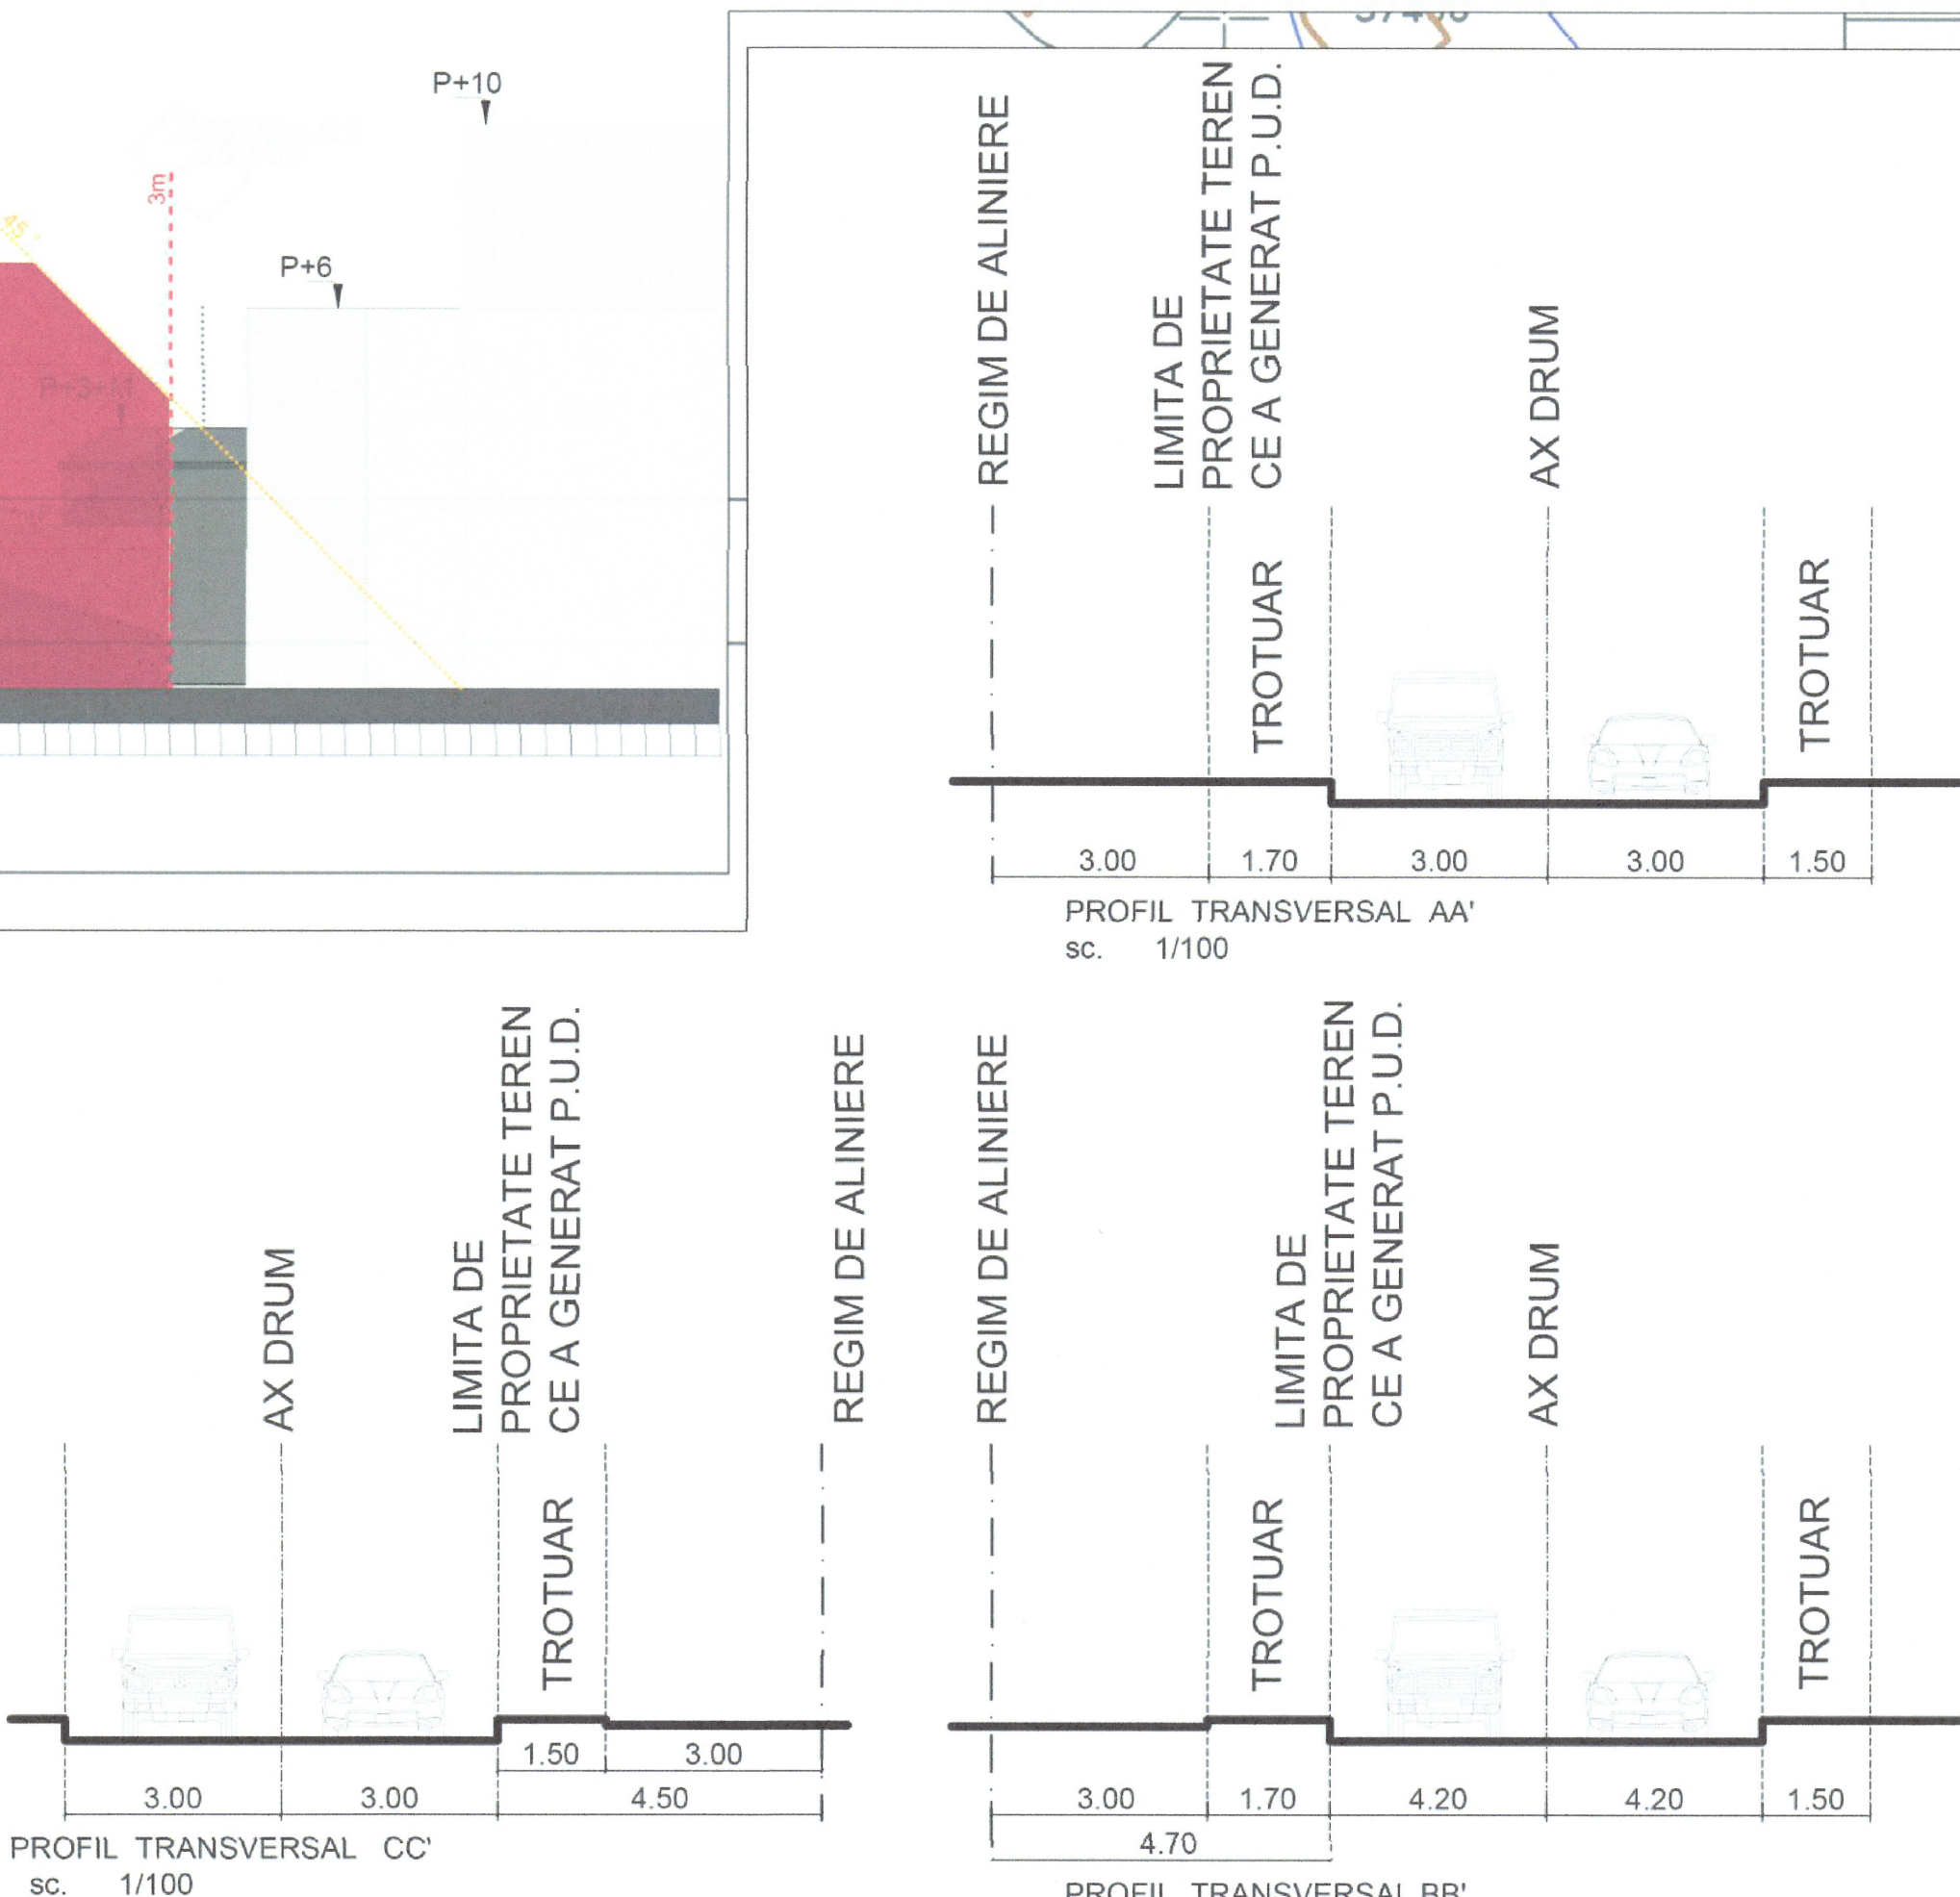 P+10
3m
45°
P+6
P+3+M
REGIM DE ALINIERE
LIMITA DE
PROPRIETATE TEREN
CE A GENERAT P.U.D.
AX DRUM
TROTUAR
TROTUAR
3.00 1.70 3.00 3.00 1.50
PROFIL TRANSVERSAL AA'
sc. 1/100
AX DRUM
LIMITA DE
PROPRIETATE TEREN
CE A GENERAT P.U.D.
REGIM DE ALINIERE
TROTUAR
1.50 3.00
3.00 3.00 4.50
PROFIL TRANSVERSAL CC'
sc. 1/100
REGIM DE ALINIERE
LIMITA DE
PROPRIETATE TEREN
CE A GENERAT P.U.D.
AX DRUM
TROTUAR
TROTUAR
3.00 1.70 4.20 4.20 1.50
4.70
PROFIL TRANSVERSAL BB'